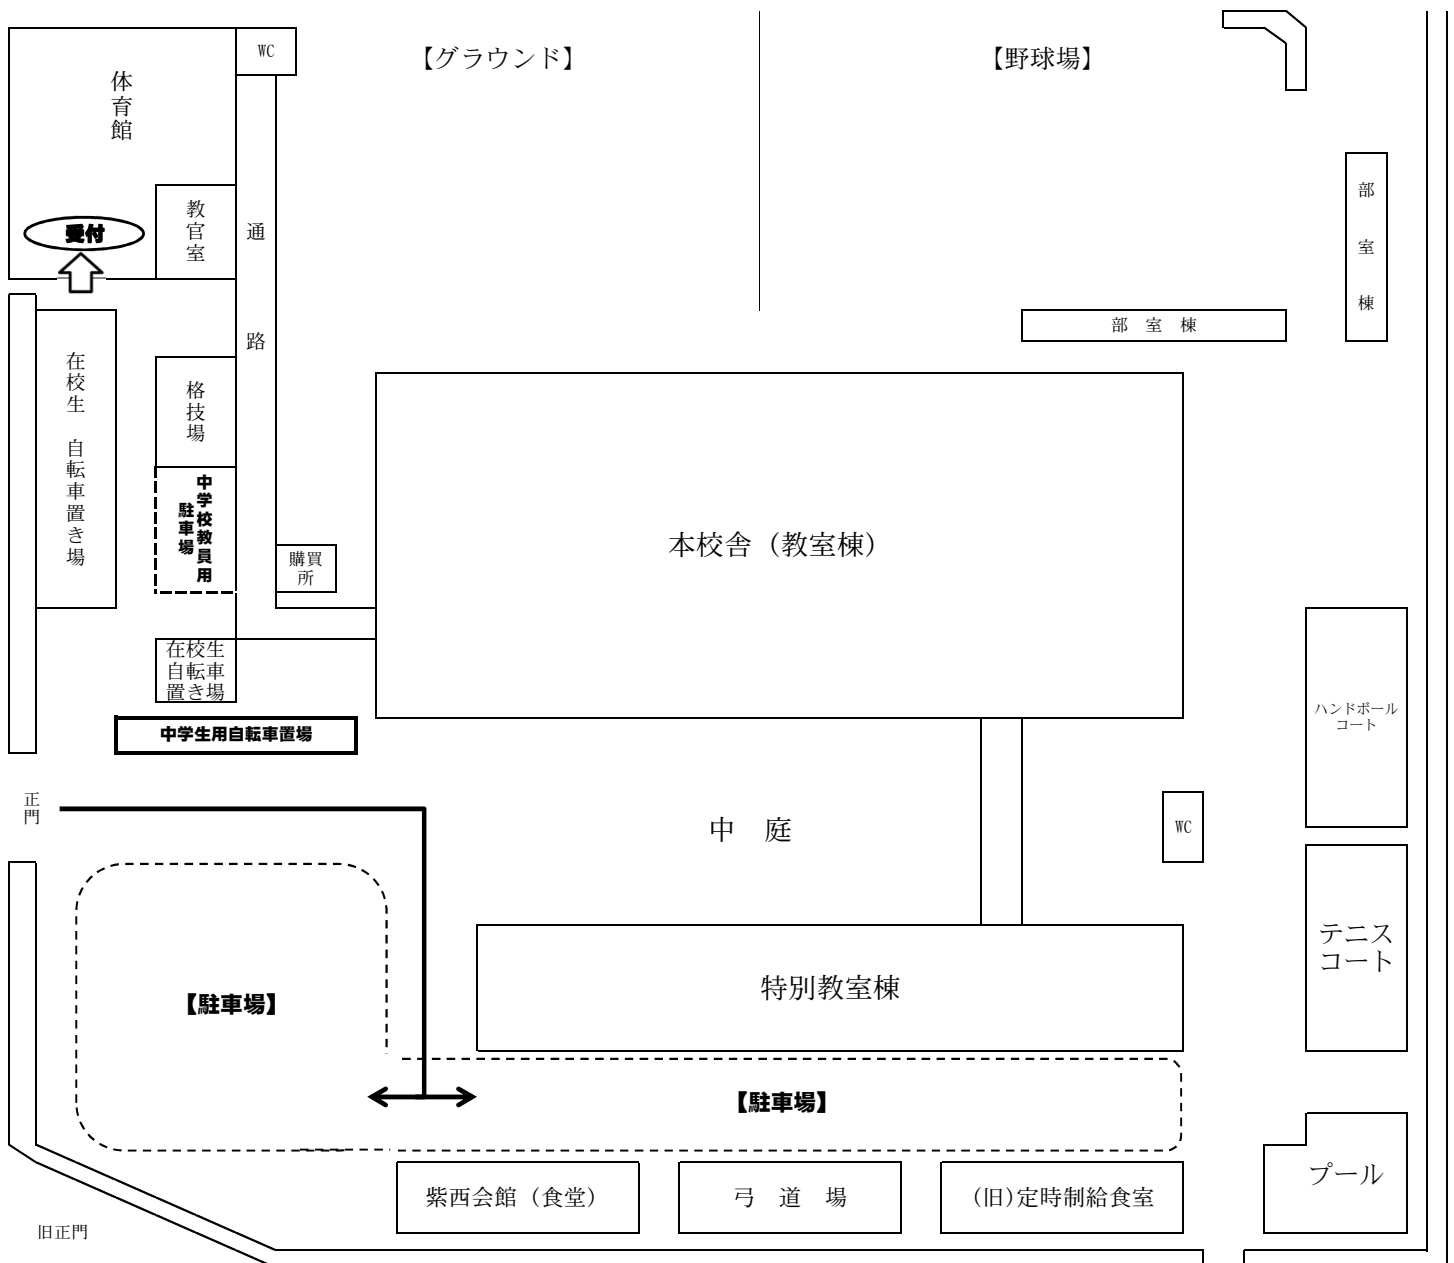 WC
【グラウンド】
【野球場】
体育館
教官室
受付
通路
部室棟
部 室 棟
在校生 自転車置き場
格技場
中学校教員用
駐車場
購買
所
本校舎（教室棟）
在校生
自転車
置き場
中学生用自転車置場
ハンドボール
コート
正門
中 庭
WC
テニス
コート
特別教室棟
【駐車場】
【駐車場】
プール
紫西会館（食堂）
弓 道 場
(旧)定時制給食室
旧正門